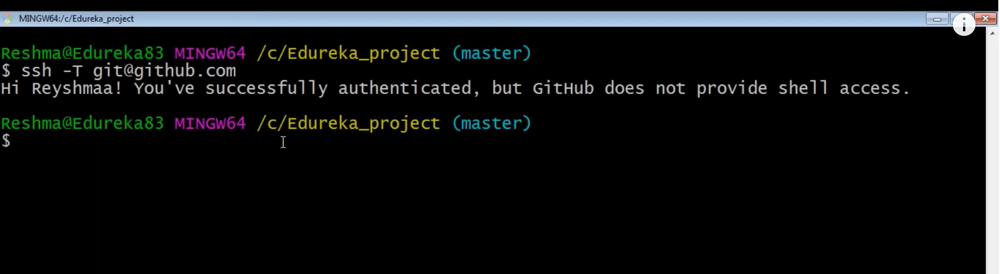 MINGW64:/c/Edureka_project
Reshma@Edureka83 MINGW64 /c/Edureka_project (master)
$ ssh -T git@github.com
Hi Reyshmaa! You've successfully authenticated, but GitHub does not provide shell access.
Reshma@Edureka83 MINGW64 /c/Edureka_project (master)
$